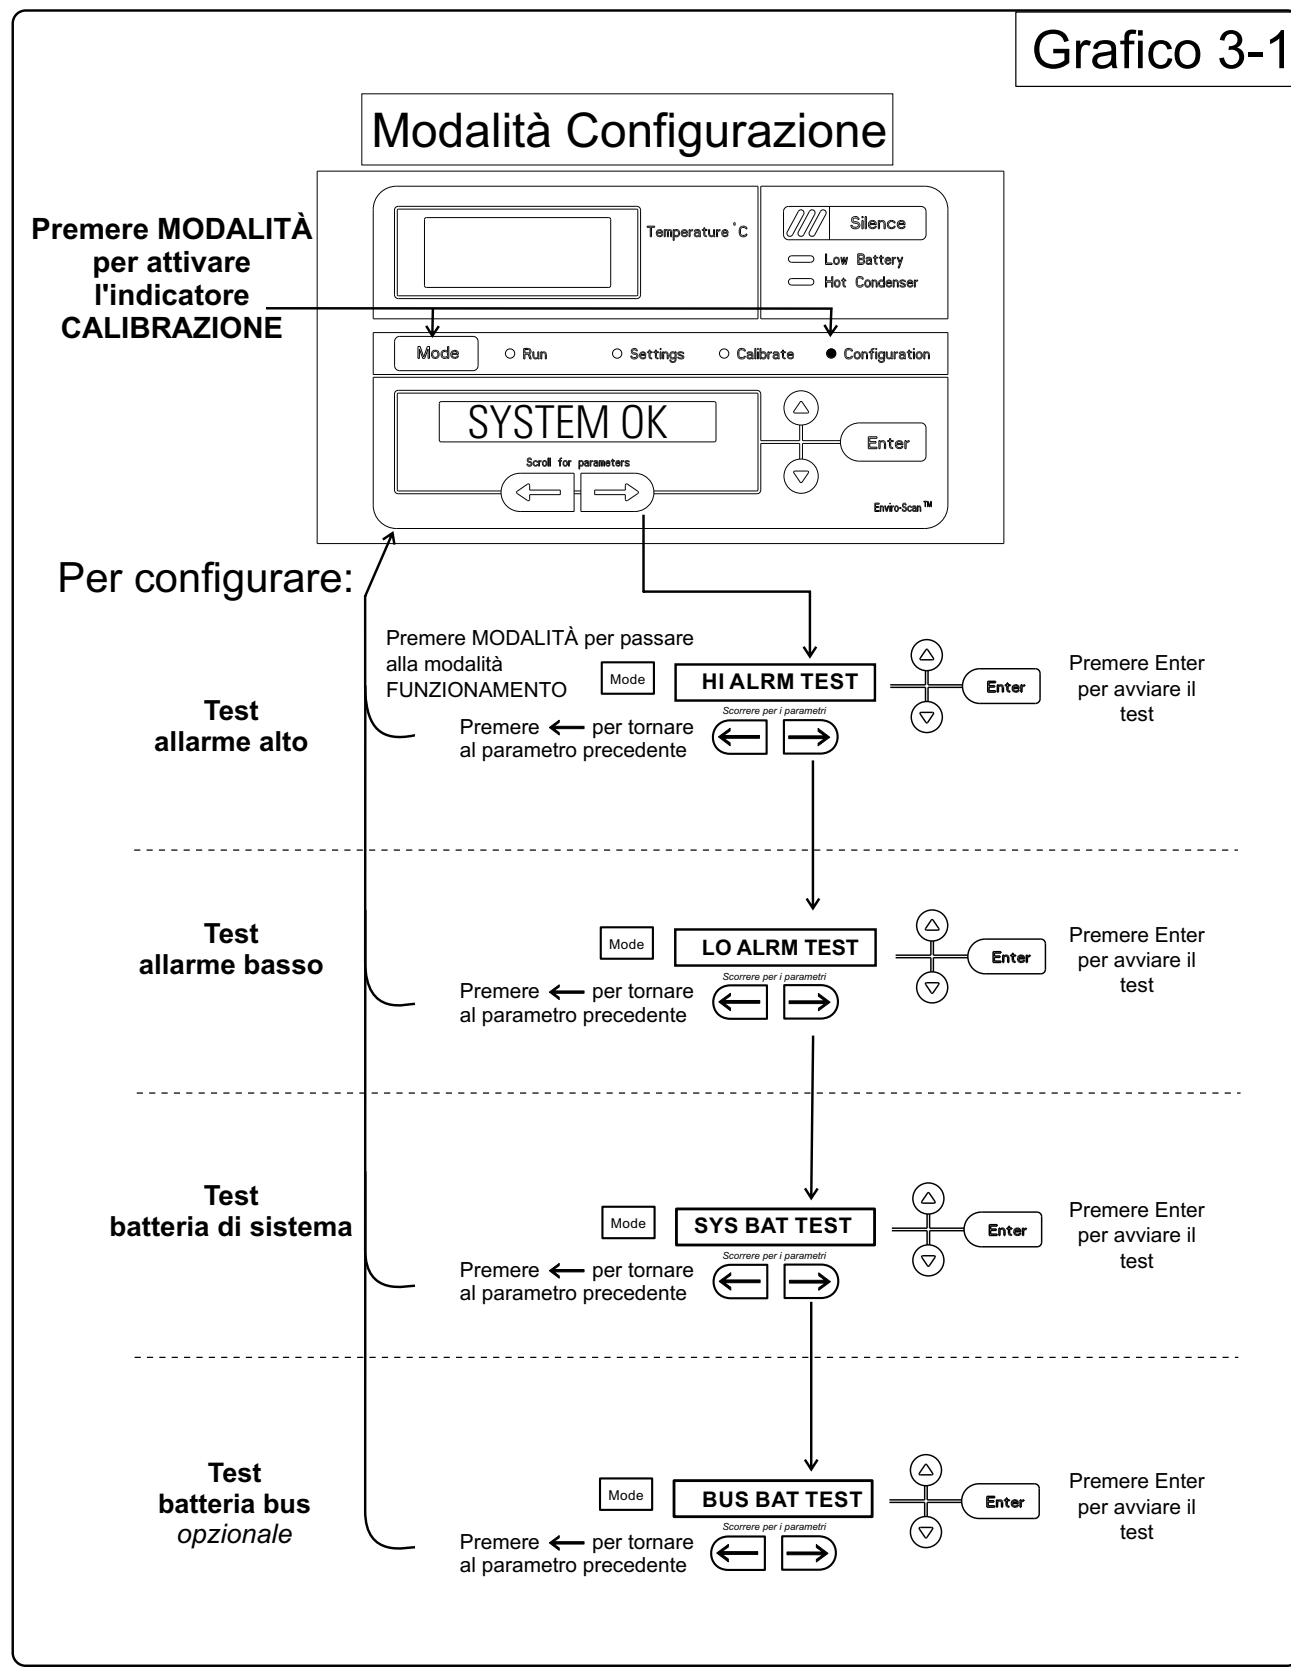 Grafico 3-1
Modalità Configurazione
Premere MODALITÀ
per attivare
l'indicatore
CALIBRAZIONE
Temperature °C
Silence
Low Battery
Hot Condenser
Mode
Run
Settings
Calibrate
Configuration
SYSTEM OK
Scroll for parameters
Enter
Enviro-Scan™
Per configurare:
Test
allarme alto
Premere MODALITÀ per passare
alla modalità
FUNZIONAMENTO
Mode
HI ALRM TEST
Scorrere per i parametri
Premere ← per tornare
al parametro precedente
Enter
Premere Enter
per avviare il
test
Test
allarme basso
Mode
LO ALRM TEST
Scorrere per i parametri
Premere ← per tornare
al parametro precedente
Enter
Premere Enter
per avviare il
test
Test
batteria di sistema
Mode
SYS BAT TEST
Scorrere per i parametri
Premere ← per tornare
al parametro precedente
Enter
Premere Enter
per avviare il
test
Test
batteria bus
opzionale
Mode
BUS BAT TEST
Scorrere per i parametri
Premere ← per tornare
al parametro precedente
Enter
Premere Enter
per avviare il
test